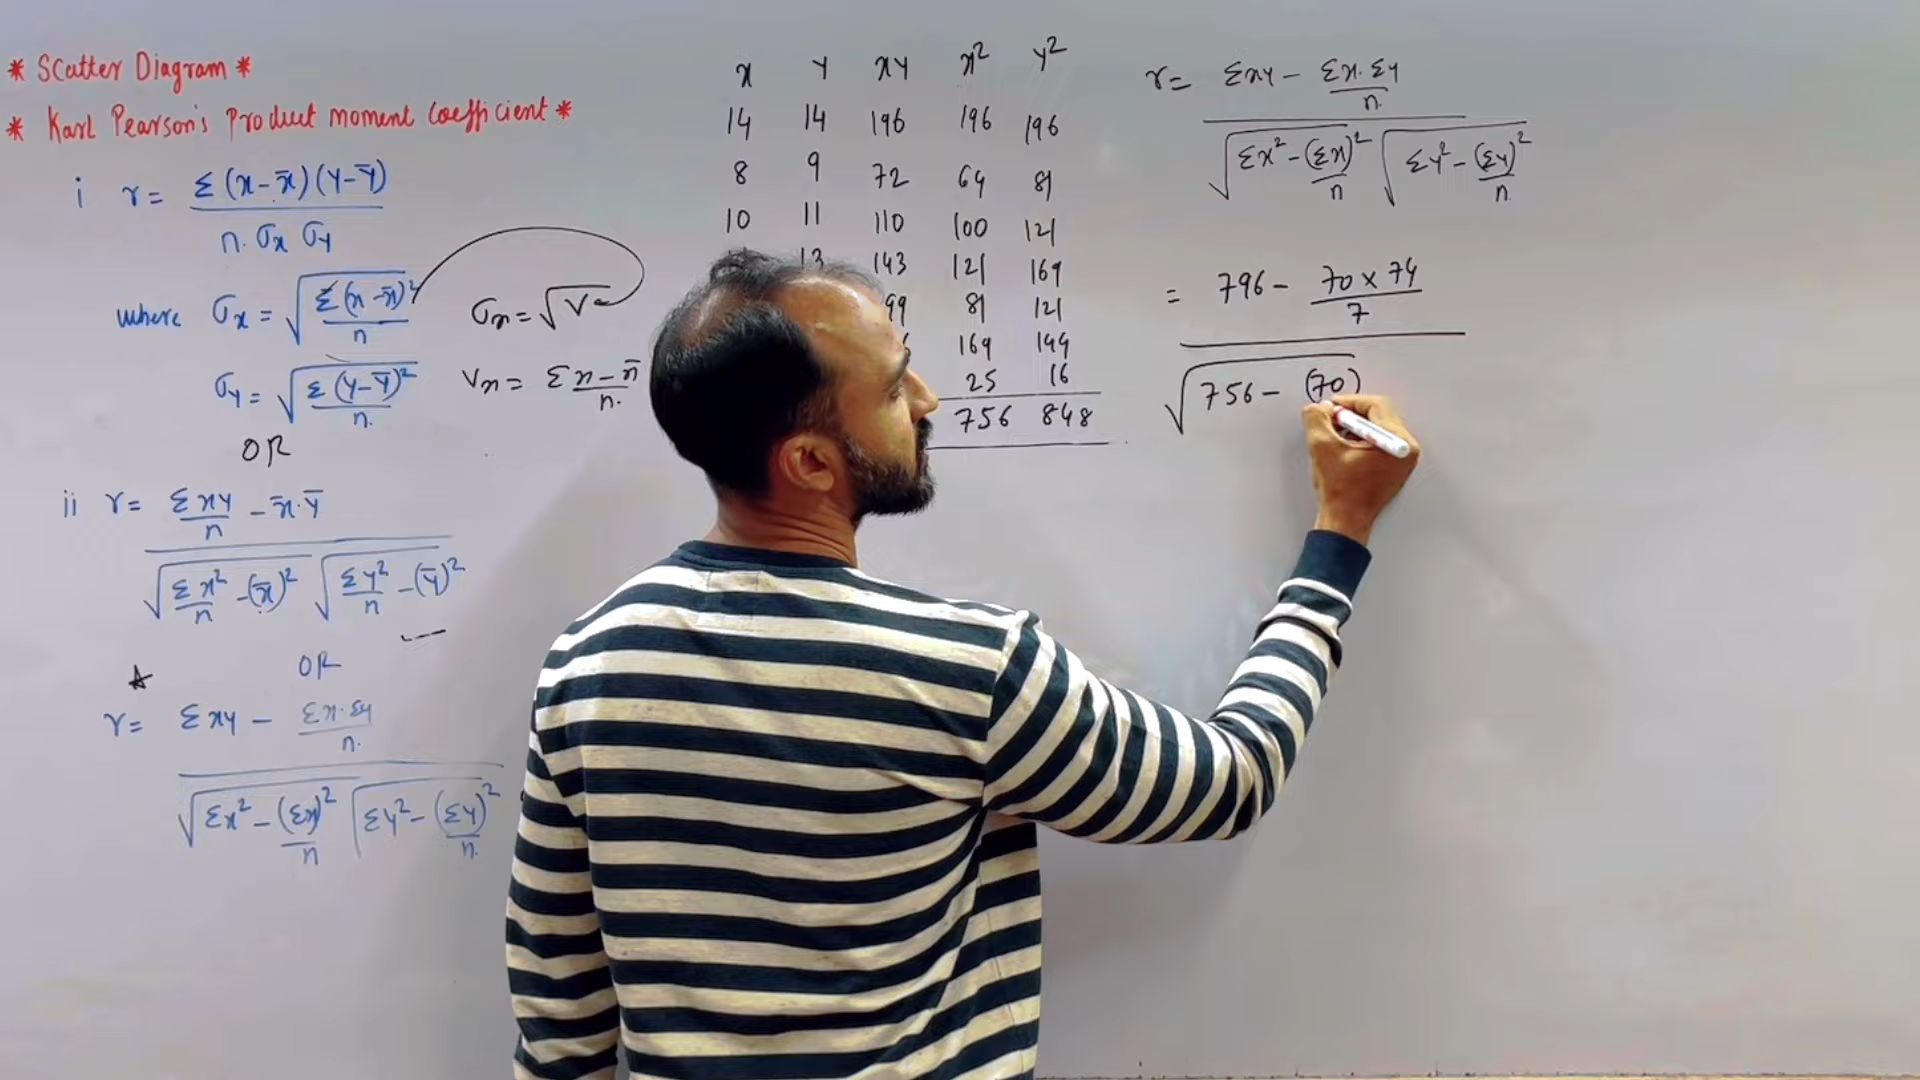 * Scatter Diagram *
* Karl Pearson's product moment coefficient *
i r = Σ(x-x̄)(y-ȳ)
n.σx σy
where σx = √Σ(x-x̄)²
n
σy = √Σ(y-ȳ)²
n.
OR
ii r = Σxy - x̄.ȳ
n
√Σx² - (x̄)² √Σy² - (ȳ)²
n n
OR
r = Σxy - Σx.Σy
n.
√Σx² - (Σx)² √Σy² - (Σy)²
n n.
σx = √V
Vx = Σ x - x̄
n.
x y xy x² y²
14 14 196 196 196
8 9 72 64 81
10 11 110 100 121
13 143 121 169
99 81 121
169 144
25 16
756 848
r = Σxy - Σx.Σy
n.
√Σx² - (Σx)² √Σy² - (Σy)²
n n
= 796 - 70 x 74
7
√756 - (70)